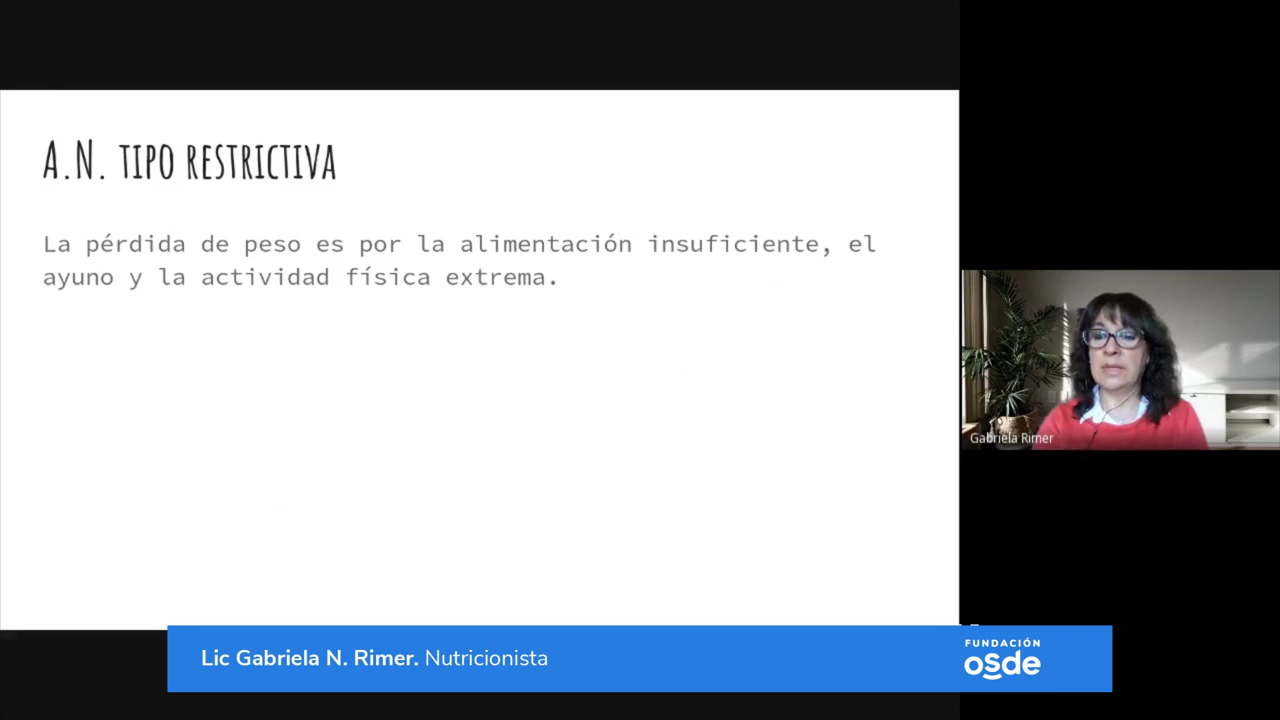 A.N. TIPO RESTRICTIVA
La pérdida de peso es por la alimentación insuficiente, el
ayuno y la actividad física extrema.
Gabriela Rimer
Lic Gabriela N. Rimer. Nutricionista
FUNDACIÓN
osde